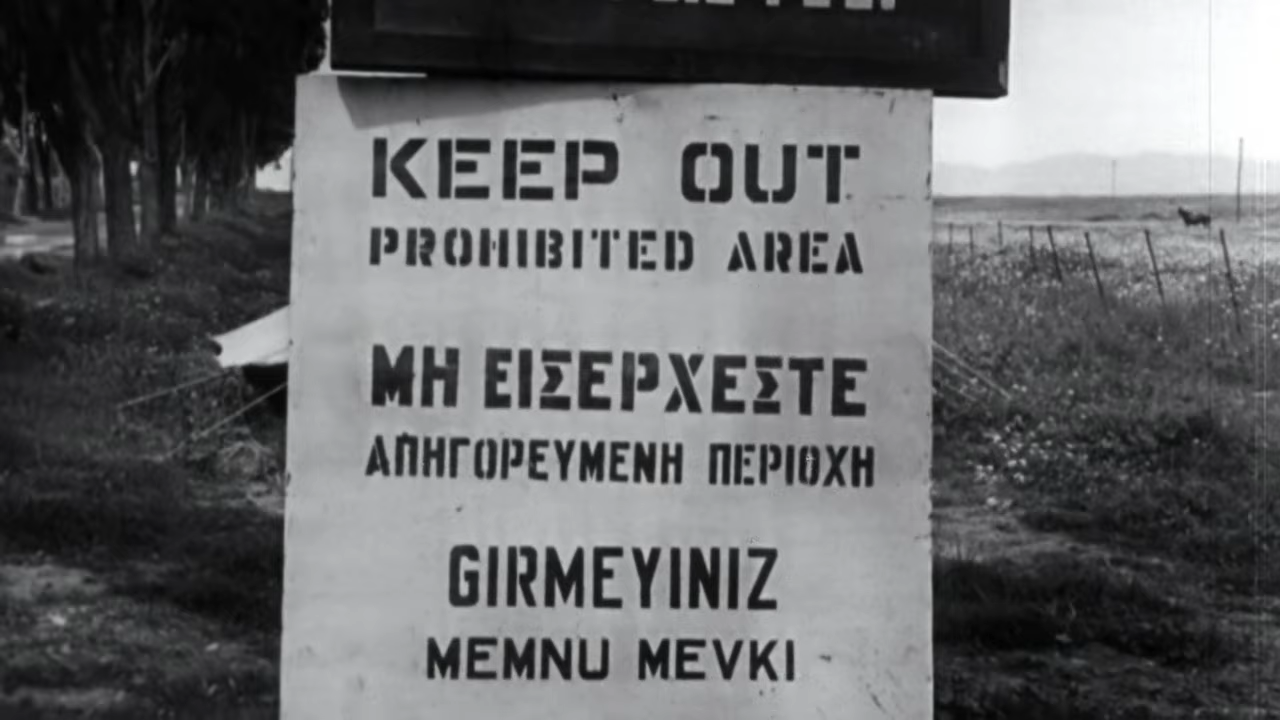 KEEP OUT
PROHIBITED AREA
ΜΗ ΕΙΣΕΡΧΕΣΤΕ
ΑΠΗΓΟΡΕΥΜΕΝΗ ΠΕΡΙΟΧΗ
GIRMEYINIZ
MEMNU MEVKI